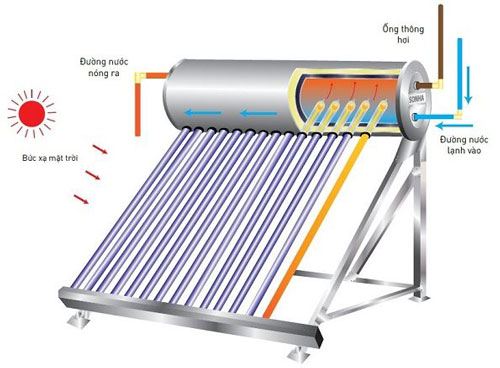 Ống thông
hơi
Đường nước
nóng ra
SONHA
Bức xạ mặt trời
Đường nước
lạnh vào